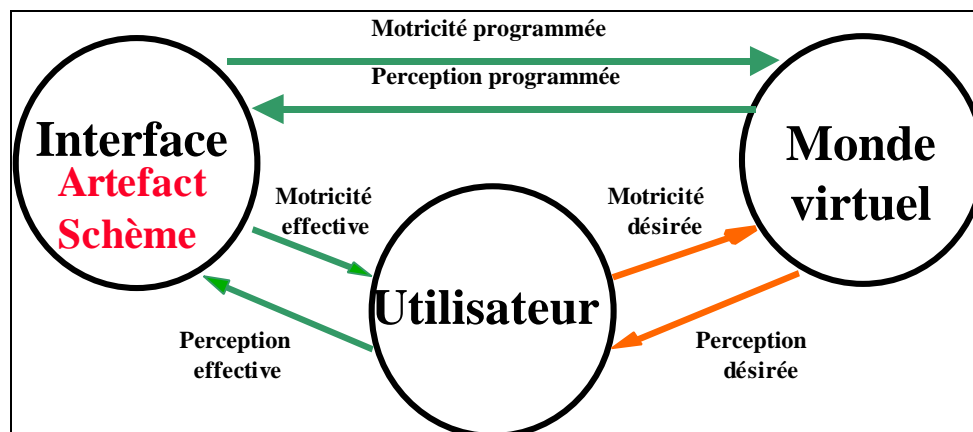 Motricité programmée
Perception programmée
Interface
Artefact
Schème
Monde
virtuel
Motricité
effective
Motricité
désirée
Utilisateur
Perception
effective
Perception
désirée